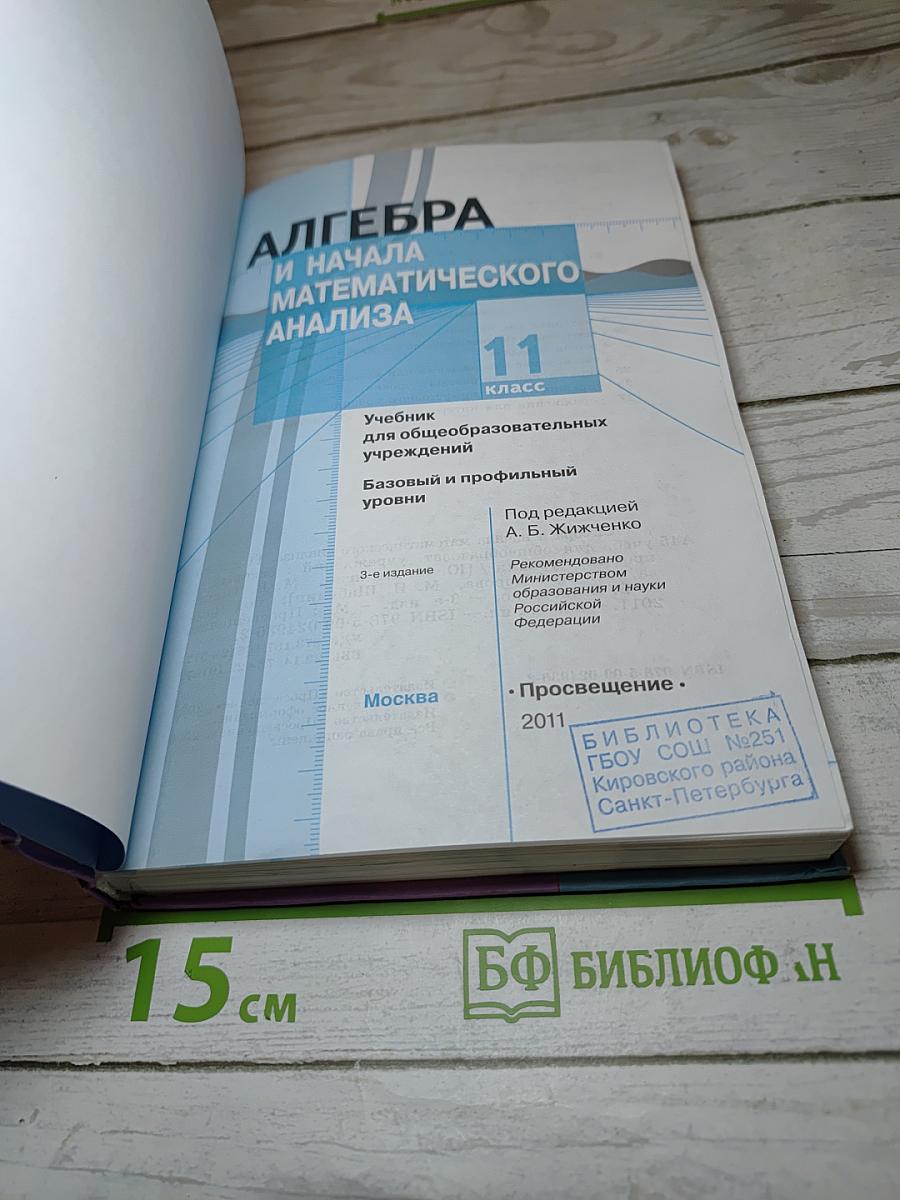 АЛГЕБРА
И НАЧАЛА
МАТЕМАТИЧЕСКОГО
АНАЛИЗА
11
класс
Учебник
для общеобразовательных
учреждений
Базовый и профильный
уровни
Под редакцией
А. Б. Жижченко
3-е издание
Рекомендовано
Министерством
образования и науки
Российской
Федерации
Москва
• Просвещение •
2011
БИБЛИОТЕКА
ГБОУ СОШ №251
Кировского района
Санкт-Петербурга
15 см
БФ БИБЛИОФ АН